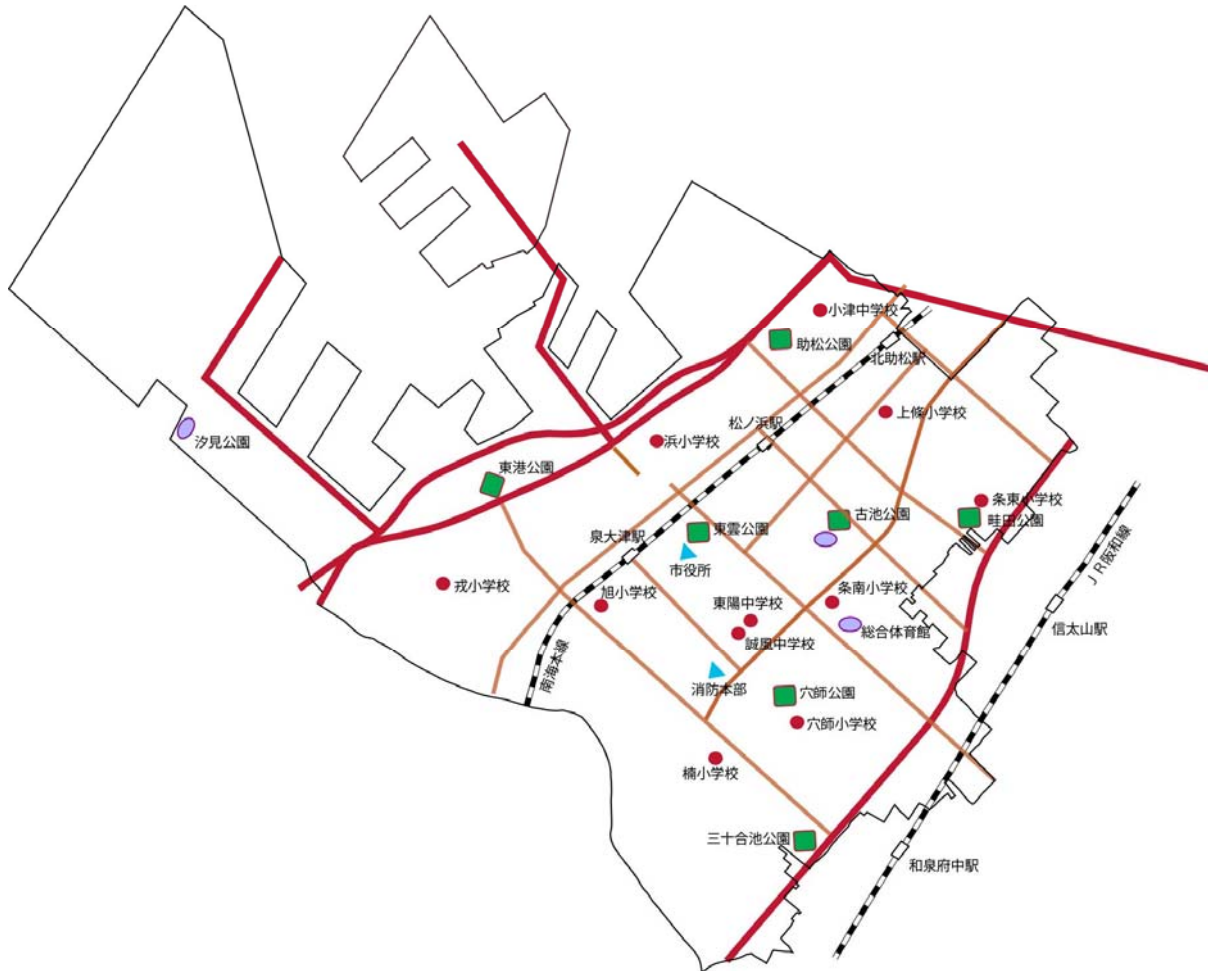 小津中学校
助松公園
北助松駅
上條小学校
松ノ浜駅
浜小学校
汐見公園
東港公園
条東小学校
畦田公園
古池公園
東雲公園
泉大津駅
市役所
JR阪和線
戎小学校
旭小学校
東陽中学校
条南小学校
誠風中学校
総合体育館
信太山駅
南海本線
消防本部
穴師公園
穴師小学校
楠小学校
三十合池公園
和泉府中駅